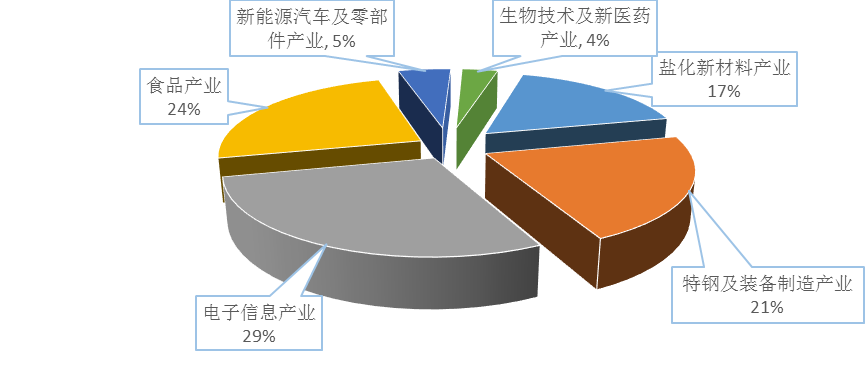 新能源汽车及零部
件产业, 5%
生物技术及新医药
产业, 4%
食品产业
24%
盐化新材料产业
17%
特钢及装备制造产业
21%
电子信息产业
29%